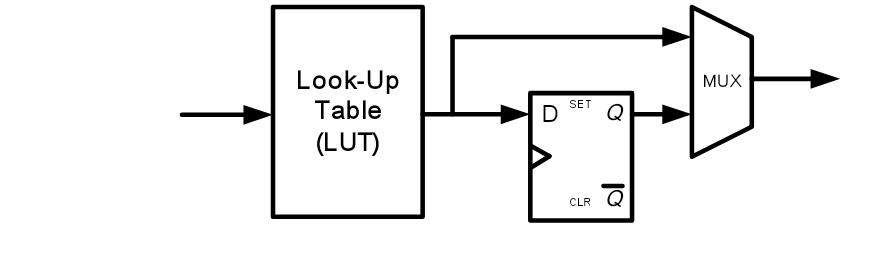 Look-Up
Table
(LUT)
D
SET
Q
CLR
Q̅
MUX